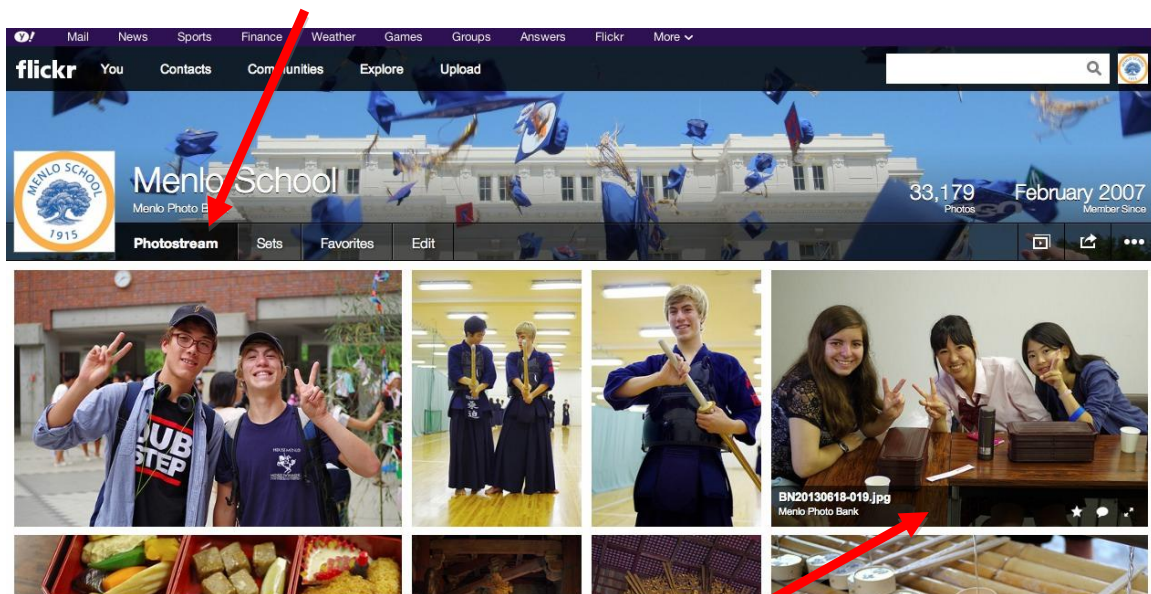 Y! Mail News Sports Finance Weather Games Groups Answers Flickr More
flickr You Contacts Communities Explore Upload
MENLO SCHOOL
1915
Menlo School
Menlo Photo B
33,179
Photos
February 2007
Member Since
Photostream Sets Favorites Edit
DUB
STEP
BN20130618-019.jpg
Menlo Photo Bank